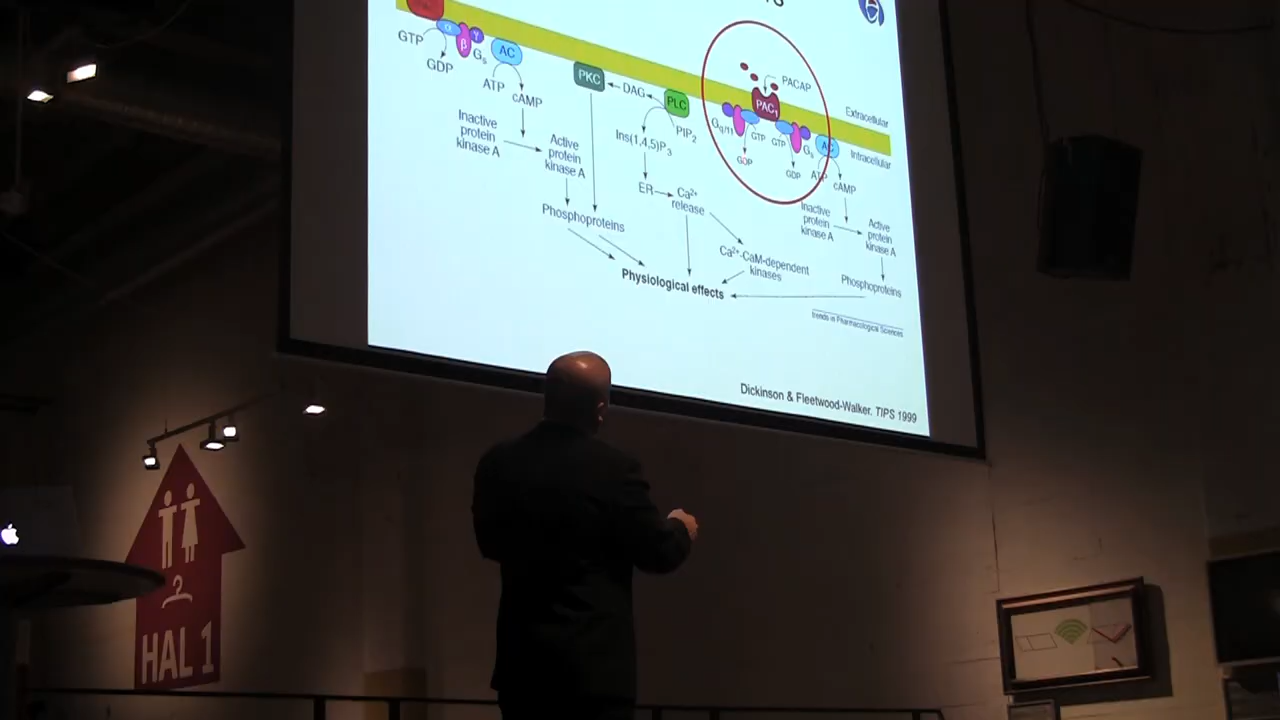 GTP
α
β
γ
Gs
GDP
AC
ATP
cAMP
Inactive
protein
kinase A
Active
protein
kinase A
PKC
DAG
PLC
PIP2
Ins(1,4,5)P3
ER
Ca2+
release
Phosphoproteins
Ca2+-CaM-dependent
kinases
Physiological effects
PACAP
PAC1
Gq/11
GTP
GDP
GTP
Gs
GDP
AC
ATP
cAMP
Extracellular
Intracellular
Inactive
protein
kinase A
Active
protein
kinase A
Phosphoproteins
Trends in Pharmacological Sciences
Dickinson & Fleetwood-Walker. TIPS 1999
HAL 1